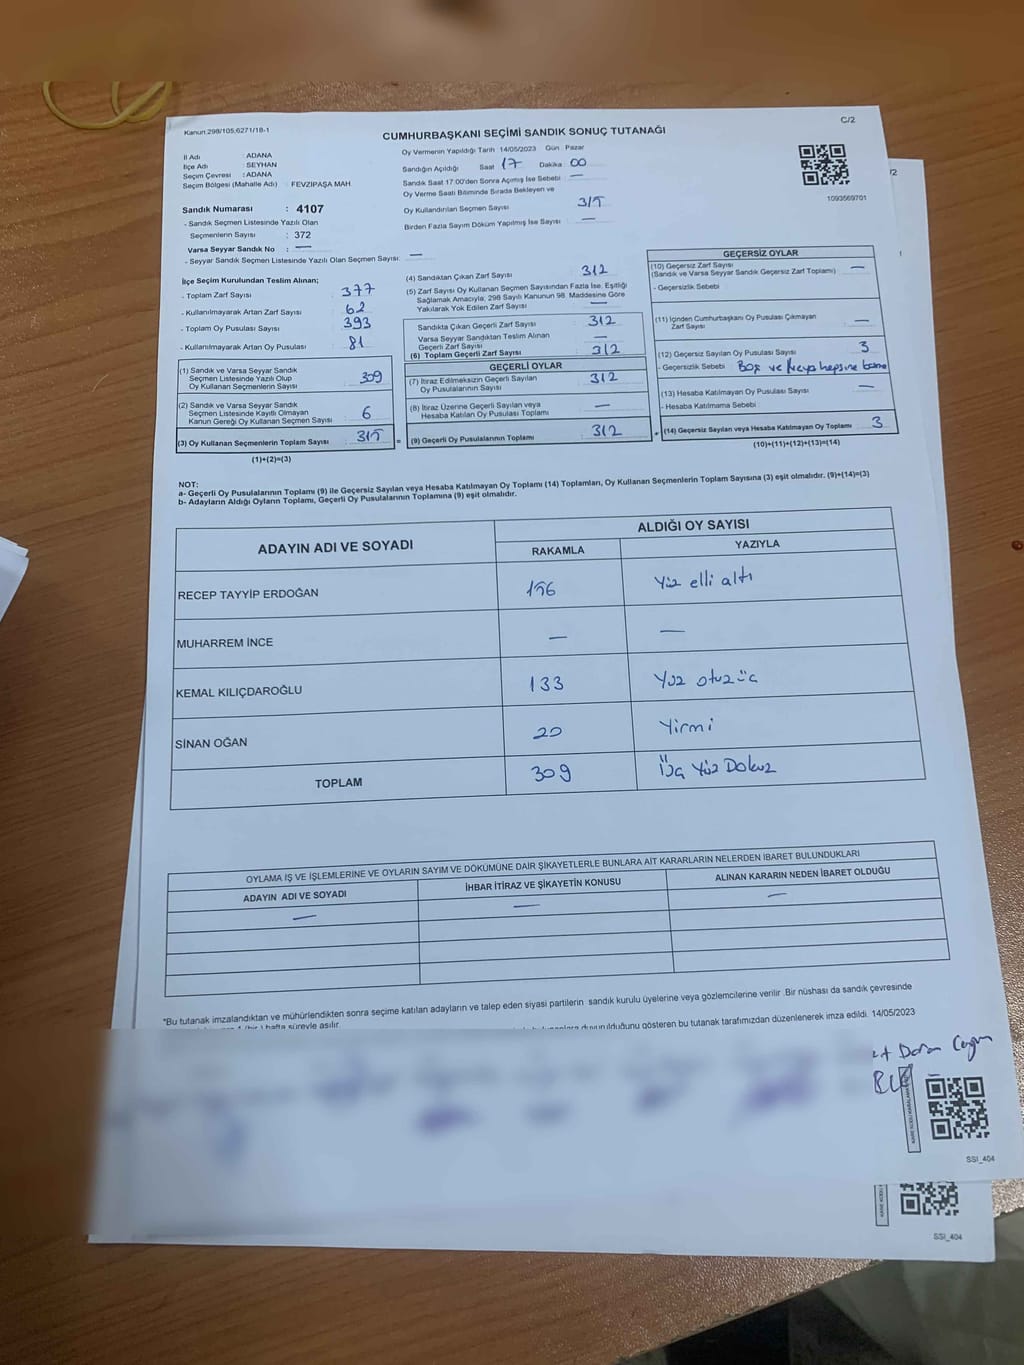 Kanun:298/105;6271/18-1
C/2
CUMHURBAŞKANI SEÇİMİ SANDIK SONUÇ TUTANAĞI
İl Adı : ADANA
İlçe Adı : SEYHAN
Seçim Çevresi : ADANA
Seçim Bölgesi (Mahalle Adı) : FEVZİPAŞA MAH.
Sandık Numarası : 4107
- Sandık Seçmen Listesinde Yazılı Olan
Seçmenlerin Sayısı : 372
Varsa Seyyar Sandık No : —
- Seyyar Sandık Seçmen Listesinde Yazılı Olan Seçmen Sayısı: —
Oy Vermenin Yapıldığı Tarih 14/05/2023 Gün : Pazar
Sandığın Açıldığı Saat 17 Dakika 00
Sandık Saat 17.00'den Sonra Açımış İse Sebebi —
Oy Verme Saati Bitiminde Sırada Bekleyen ve
Oy Kullandırılan Seçmen Sayısı 315
Birden Fazla Sayım Döküm Yapılmış İse Sayısı —
1093569701
/2
İlçe Seçim Kurulundan Teslim Alınan;
- Toplam Zarf Sayısı 377
- Kullanılmayarak Artan Zarf Sayısı 62
- Toplam Oy Pusulası Sayısı 393
- Kullanılmayarak Artan Oy Pusulası 81
(1) Sandık ve Varsa Seyyar Sandık
Seçmen Listesinde Yazılı Olup
Oy Kullanan Seçmenlerin Sayısı 309
(2) Sandık ve Varsa Seyyar Sandık
Seçmen Listesinde Kayıtlı Olmayan
Kanun Gereği Oy Kullanan Seçmen Sayısı 6
(3) Oy Kullanan Seçmenlerin Toplam Sayısı 315 =
(1)+(2)=(3)
(4) Sandıktan Çıkan Zarf Sayısı 312
(5) Zarf Sayısı Oy Kullanan Seçmen Sayısından Fazla İse, Eşitliği
Sağlamak Amacıyla, 298 Sayılı Kanunun 98. Maddesine Göre
Yakılarak Yok Edilen Zarf Sayısı —
Sandıkta Çıkan Geçerli Zarf Sayısı 312
Varsa Seyyar Sandıktan Teslim Alınan
Geçerli Zarf Sayısı —
(6) Toplam Geçerli Zarf Sayısı 312
GEÇERLİ OYLAR
(7) İtiraz Edilmeksizin Geçerli Sayılan
Oy Pusulalarının Sayısı 312
(8) İtiraz Üzerine Geçerli Sayılan veya
Hesaba Katılan Oy Pusulası Toplamı —
(9) Geçerli Oy Pusulalarının Toplamı 312
GEÇERSİZ OYLAR
(10) Geçersiz Zarf Sayısı
(Sandık ve Varsa Seyyar Sandık Geçersiz Zarf Toplamı) —
- Geçersizlik Sebebi
(11) İçinden Cumhurbaşkanı Oy Pusulası Çıkmayan
Zarf Sayısı —
(12) Geçersiz Sayılan Oy Pusulası Sayısı 3
- Geçersizlik Sebebi Boş ve Veya hepsine
(13) Hesaba Katılmayan Oy Pusulası Sayısı —
- Hesaba Katılmama Sebebi :
(14) Geçersiz Sayılan veya Hesaba Katılmayan Oy Toplamı 3
(10)+(11)+(12)+(13)=(14)
NOT:
a- Geçerli Oy Pusulalarının Toplamı (9) ile Geçersiz Sayılan veya Hesaba Katılmayan Oy Toplamı (14) Toplamları, Oy Kullanan Seçmenlerin Toplam Sayısına (3) eşit olmalıdır. (9)+(14)=(3)
b- Adayların Aldığı Oyların Toplamı, Geçerli Oy Pusulalarının Toplamına (9) eşit olmalıdır.
ADAYIN ADI VE SOYADI
ALDIĞI OY SAYISI
RAKAMLA YAZIYLA
RECEP TAYYİP ERDOĞAN 156 Yüz elli altı
MUHARREM İNCE — —
KEMAL KILIÇDAROĞLU 133 Yüz otuz üç
SİNAN OĞAN 20 Yirmi
TOPLAM 309 Üç Yüz Dokuz
OYLAMA İŞ VE İŞLEMLERİNE VE OYLARIN SAYIM VE DÖKÜMÜNE DAİR ŞİKAYETLERLE BUNLARA AİT KARARLARIN NELERDEN İBARET BULUNDUKLARI
ADAYIN ADI VE SOYADI İHBAR İTİRAZ VE ŞİKAYETİN KONUSU ALINAN KARARIN NEDEN İBARET OLDUĞU
— — —
*Bu tutanak imzalandıktan ve mühürlendikten sonra seçime katılan adayların ve talep eden siyasi partilerin sandık kurulu üyelerine veya gözlemcilerine verilir .Bir nüshası da sandık çevresinde
hafta süreyle asılır.
duyurulduğunu gösteren bu tutanak tarafımızdan düzenlenerek imza edildi. 14/05/2023
SSI_404
SSI_404